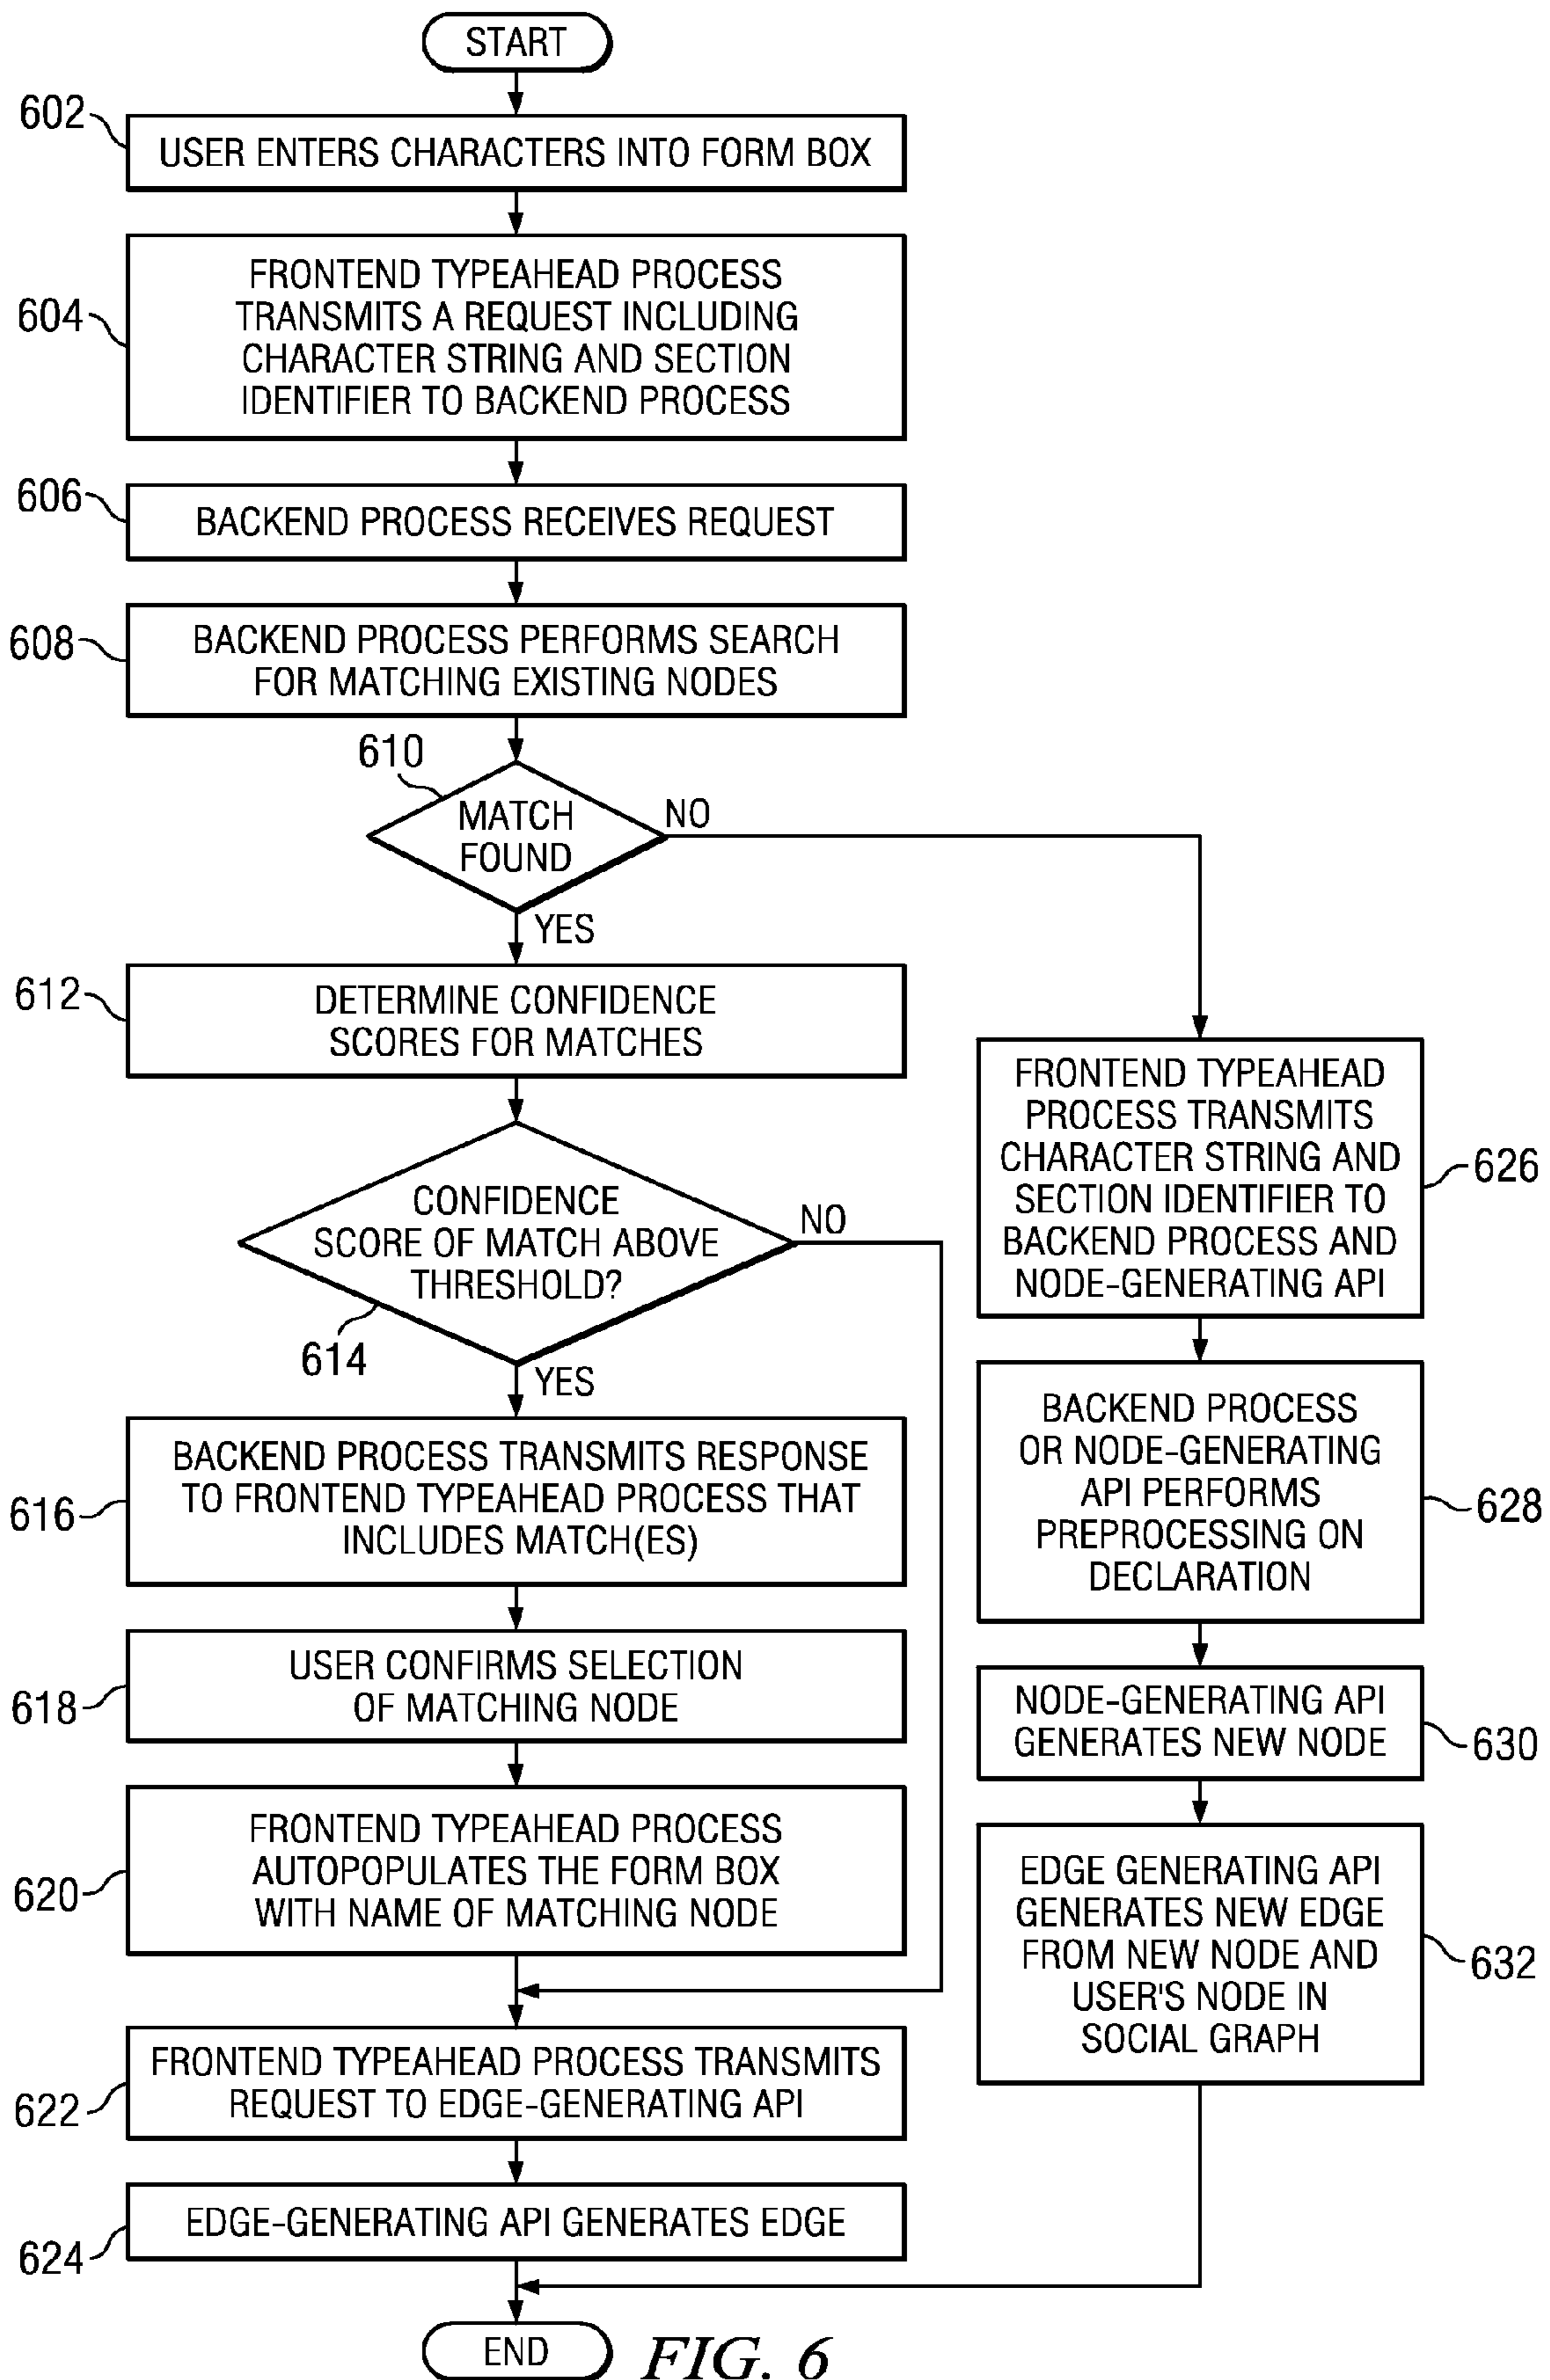 START
602
USER ENTERS CHARACTERS INTO FORM BOX
604
FRONTEND TYPEAHEAD PROCESS
TRANSMITS A REQUEST INCLUDING
CHARACTER STRING AND SECTION
IDENTIFIER TO BACKEND PROCESS
606
BACKEND PROCESS RECEIVES REQUEST
608
BACKEND PROCESS PERFORMS SEARCH
FOR MATCHING EXISTING NODES
610
MATCH
FOUND
NO
YES
612
DETERMINE CONFIDENCE
SCORES FOR MATCHES
CONFIDENCE
SCORE OF MATCH ABOVE
THRESHOLD?
NO
614
YES
616
BACKEND PROCESS TRANSMITS RESPONSE
TO FRONTEND TYPEAHEAD PROCESS THAT
INCLUDES MATCH(ES)
618
USER CONFIRMS SELECTION
OF MATCHING NODE
620
FRONTEND TYPEAHEAD PROCESS
AUTOPOPULATES THE FORM BOX
WITH NAME OF MATCHING NODE
622
FRONTEND TYPEAHEAD PROCESS TRANSMITS
REQUEST TO EDGE-GENERATING API
624
EDGE-GENERATING API GENERATES EDGE
FRONTEND TYPEAHEAD
PROCESS TRANSMITS
CHARACTER STRING AND
SECTION IDENTIFIER TO
BACKEND PROCESS AND
NODE-GENERATING API
626
BACKEND PROCESS
OR NODE-GENERATING
API PERFORMS
PREPROCESSING ON
DECLARATION
628
NODE-GENERATING API
GENERATES NEW NODE
630
EDGE GENERATING API
GENERATES NEW EDGE
FROM NEW NODE AND
USER'S NODE IN
SOCIAL GRAPH
632
END
FIG. 6